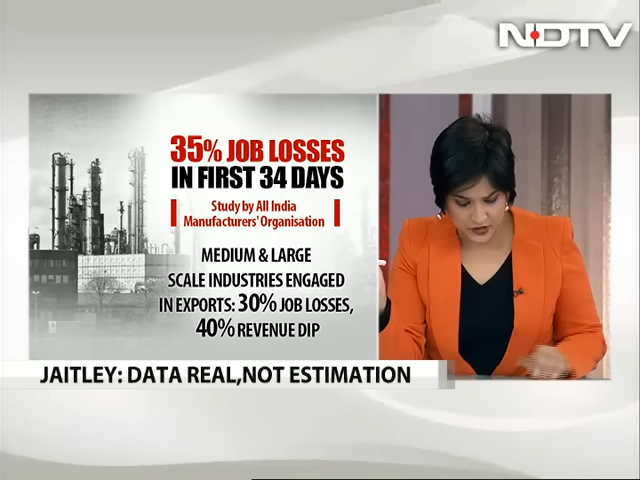 NDTV
35% JOB LOSSES
IN FIRST 34 DAYS
Study by All India
Manufacturers' Organisation
MEDIUM & LARGE
SCALE INDUSTRIES ENGAGED
IN EXPORTS: 30% JOB LOSSES,
40% REVENUE DIP
JAITLEY: DATA REAL,NOT ESTIMATION